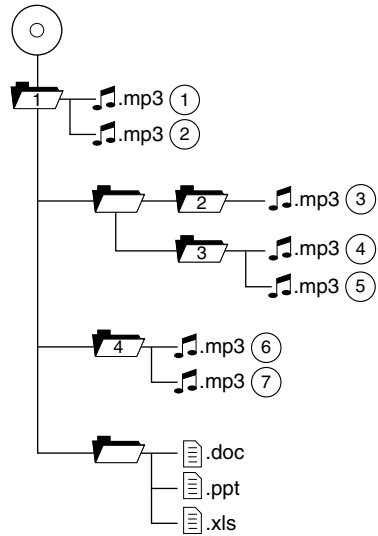 1 .mp3 1
.mp3 2
2 .mp3 3
3 .mp3 4
.mp3 5
4 .mp3 6
.mp3 7
.doc
.ppt
.xls